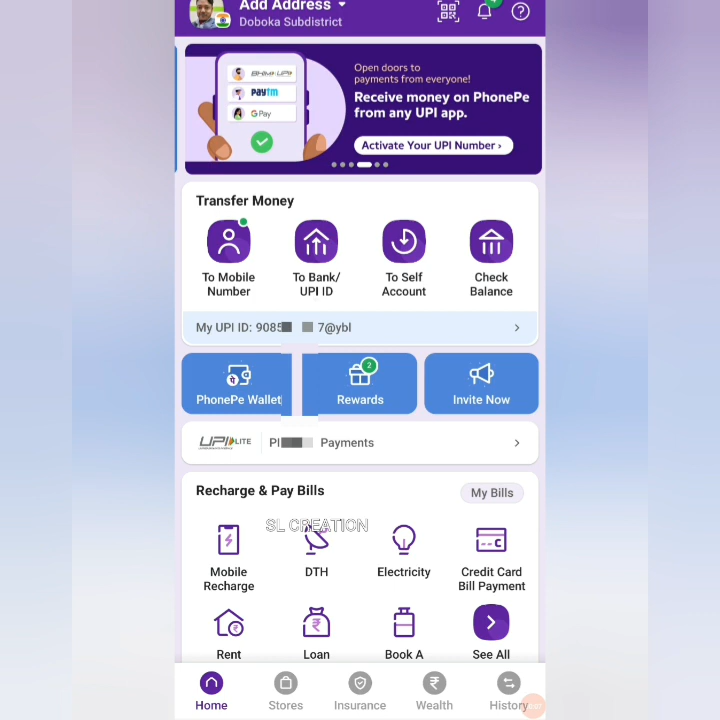 Add Address
Doboka Subdistrict
Open doors to
payments from everyone!
Receive money on PhonePe
from any UPI app.
Activate Your UPI Number ›
BHIM UPI
Paytm
G Pay
Transfer Money
To Mobile
Number
To Bank/
UPI ID
To Self
Account
Check
Balance
My UPI ID: 9085 7@ybl
PhonePe Wallet
2
Rewards
Invite Now
UPI LITE
Payments
Recharge & Pay Bills
My Bills
SL CREATION
Mobile
Recharge
DTH
Electricity
Credit Card
Bill Payment
Rent
Loan
Book A
See All
Home
Stores
Insurance
Wealth
History